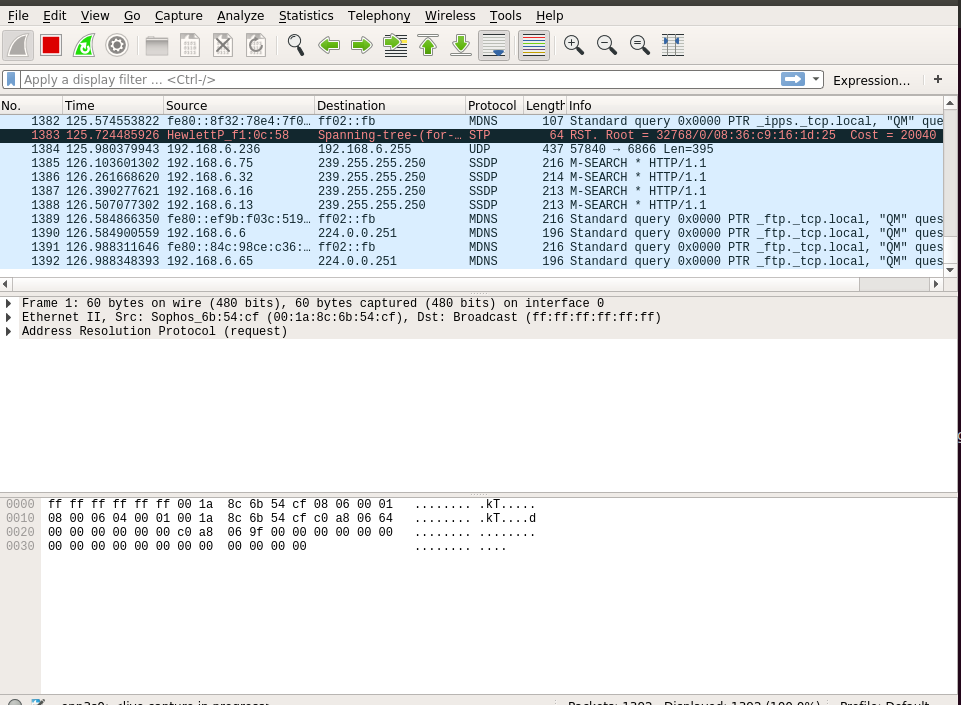 File Edit View Go Capture Analyze Statistics Telephony Wireless Tools Help
Apply a display filter ... <Ctrl-/> Expression... +
No. Time Source Destination Protocol Length Info
1382 125.574553822 fe80::8f32:78e4:7f0… ff02::fb MDNS 107 Standard query 0x0000 PTR _ipps._tcp.local, "QM" que
1383 125.724485926 HewlettP_f1:0c:58 Spanning-tree-(for-… STP 64 RST. Root = 32768/0/08:36:c9:16:1d:25 Cost = 20040
1384 125.980379943 192.168.6.236 192.168.6.255 UDP 437 57840 → 6866 Len=395
1385 126.103601302 192.168.6.75 239.255.255.250 SSDP 216 M-SEARCH * HTTP/1.1
1386 126.261668620 192.168.6.32 239.255.255.250 SSDP 214 M-SEARCH * HTTP/1.1
1387 126.390277621 192.168.6.16 239.255.255.250 SSDP 213 M-SEARCH * HTTP/1.1
1388 126.507077302 192.168.6.13 239.255.255.250 SSDP 213 M-SEARCH * HTTP/1.1
1389 126.584866350 fe80::ef9b:f03c:519… ff02::fb MDNS 216 Standard query 0x0000 PTR _ftp._tcp.local, "QM" ques
1390 126.584900559 192.168.6.6 224.0.0.251 MDNS 196 Standard query 0x0000 PTR _ftp._tcp.local, "QM" ques
1391 126.988311646 fe80::84c:98ce:c36:… ff02::fb MDNS 216 Standard query 0x0000 PTR _ftp._tcp.local, "QM" ques
1392 126.988348393 192.168.6.65 224.0.0.251 MDNS 196 Standard query 0x0000 PTR _ftp._tcp.local, "QM" ques
Frame 1: 60 bytes on wire (480 bits), 60 bytes captured (480 bits) on interface 0
Ethernet II, Src: Sophos_6b:54:cf (00:1a:8c:6b:54:cf), Dst: Broadcast (ff:ff:ff:ff:ff:ff)
Address Resolution Protocol (request)
0000 ff ff ff ff ff ff 00 1a 8c 6b 54 cf 08 06 00 01 ........ .kT.....
0010 08 00 06 04 00 01 00 1a 8c 6b 54 cf c0 a8 06 64 ........ .kT....d
0020 00 00 00 00 00 00 c0 a8 06 9f 00 00 00 00 00 00 ........ ........
0030 00 00 00 00 00 00 00 00 00 00 00 00 ........ ....
enp3s0: <live capture in progress> Packets: 1392 · Displayed: 1392 (100.0%) Profile: Default